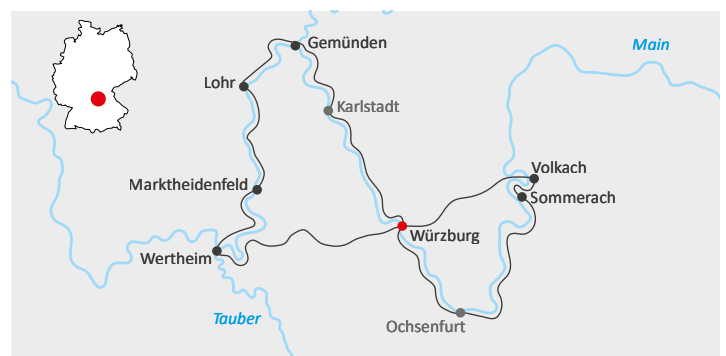 Gemünden
Main
Lohr
Karlstadt
Volkach
Marktheidenfeld
Sommerach
Würzburg
Wertheim
Tauber
Ochsenfurt